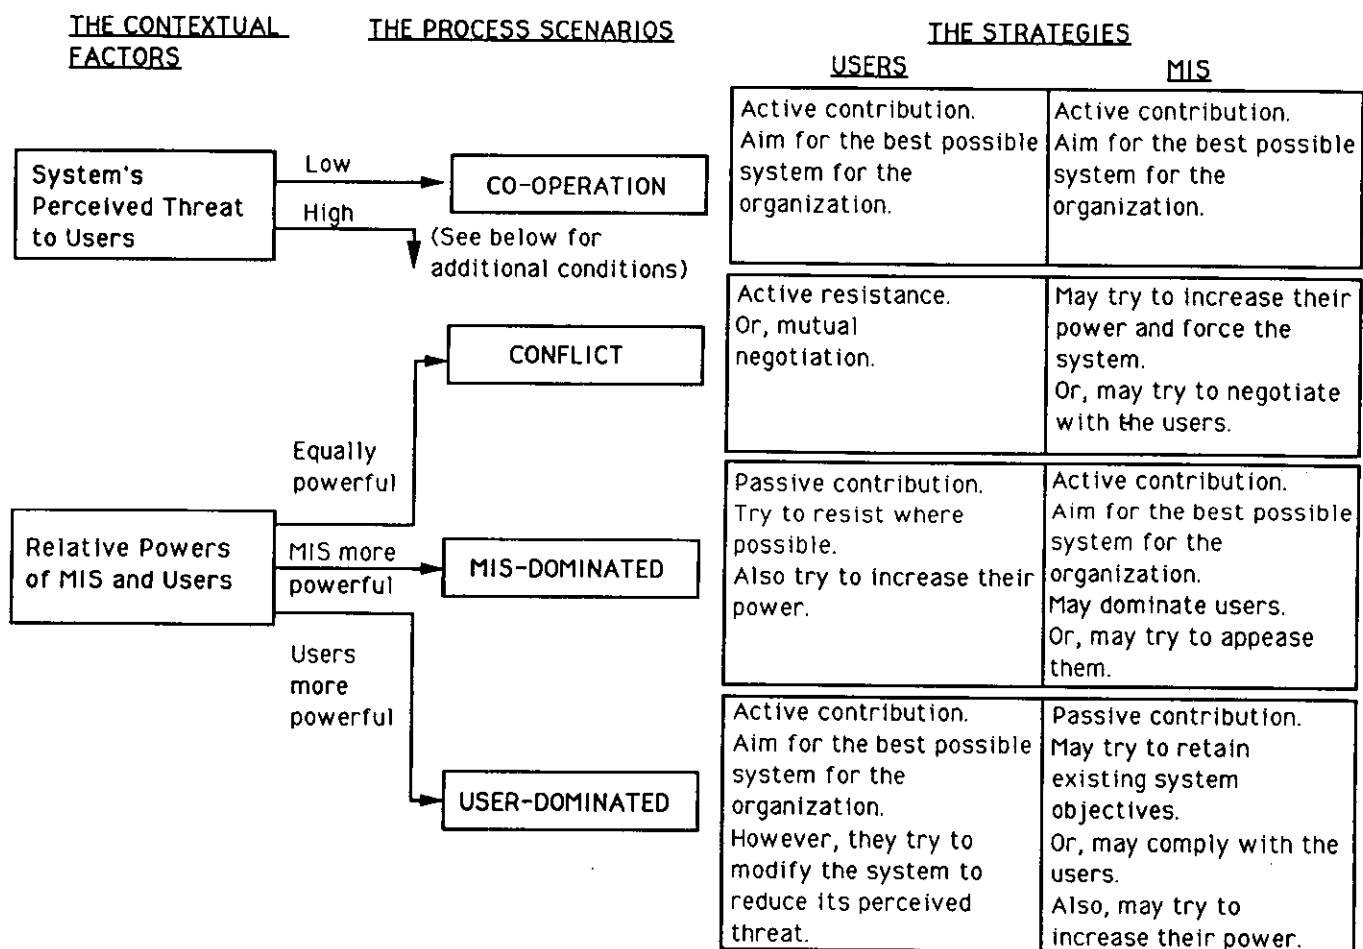 THE CONTEXTUAL
FACTORS
THE PROCESS SCENARIOS
THE STRATEGIES
USERS
MIS
System's
Perceived Threat
to Users
Low
High
CO-OPERATION
(See below for
additional conditions)
Active contribution.
Aim for the best possible
system for the
organization.
Active contribution.
Aim for the best possible
system for the
organization.
Relative Powers
of MIS and Users
Equally
powerful
CONFLICT
Active resistance.
Or, mutual
negotiation.
May try to increase their
power and force the
system.
Or, may try to negotiate
with the users.
MIS more
powerful
MIS-DOMINATED
Passive contribution.
Try to resist where
possible.
Also try to increase their
power.
Active contribution.
Aim for the best possible
system for the
organization.
May dominate users.
Or, may try to appease
them.
Users
more
powerful
USER-DOMINATED
Active contribution.
Aim for the best possible
system for the
organization.
However, they try to
modify the system to
reduce its perceived
threat.
Passive contribution.
May try to retain
existing system
objectives.
Or, may comply with the
users.
Also, may try to
increase their power.